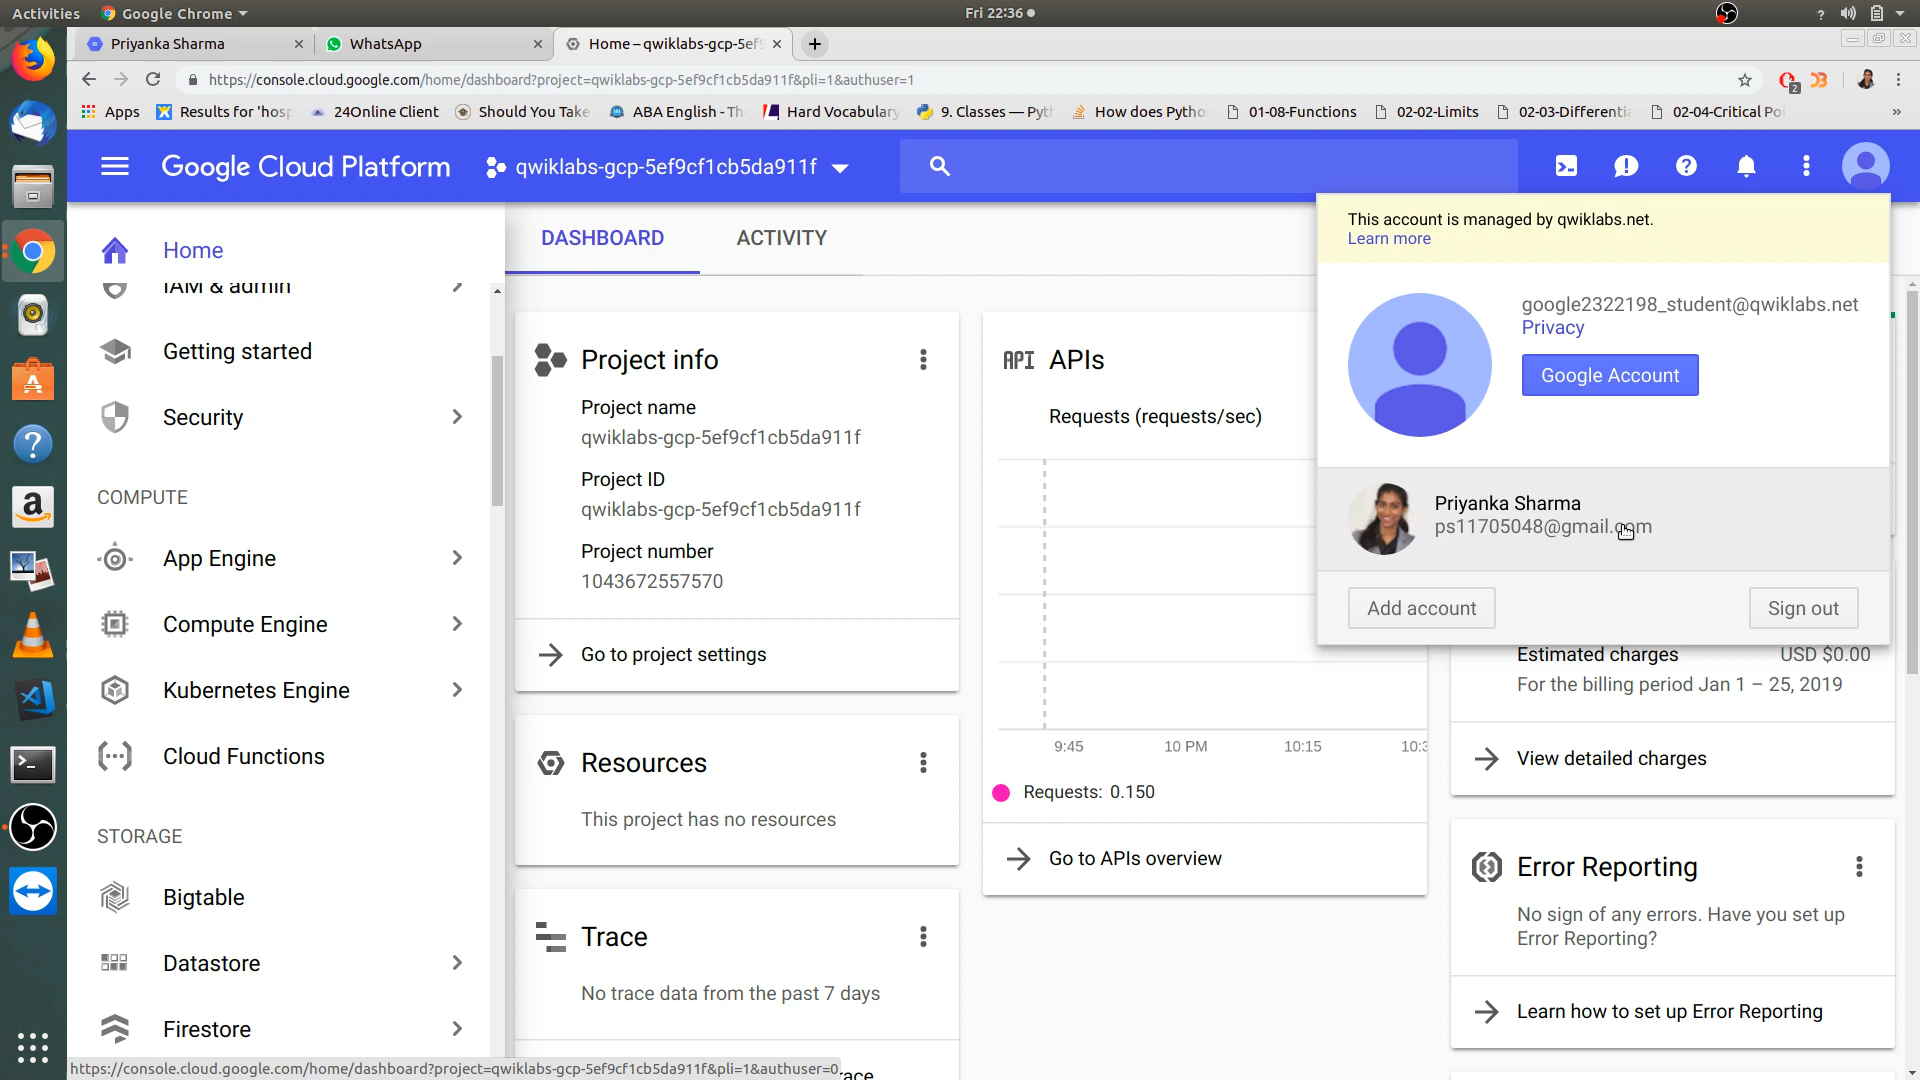 Activities
Google Chrome
Fri 22:36
?
Priyanka Sharma
WhatsApp
Home – qwiklabs-gcp-5ef9
https://console.cloud.google.com/home/dashboard?project=qwiklabs-gcp-5ef9cf1cb5da911f&pli=1&authuser=1
2
Apps
Results for 'hosp
24Online Client
Should You Take
ABA English - Th
Hard Vocabulary
9. Classes — Pyt
How does Pytho
01-08-Functions
02-02-Limits
02-03-Differentia
02-04-Critical Poi
»
Google Cloud Platform
qwiklabs-gcp-5ef9cf1cb5da911f
Home
IAM & admin
Getting started
Security
COMPUTE
App Engine
Compute Engine
Kubernetes Engine
Cloud Functions
STORAGE
Bigtable
Datastore
Firestore
DASHBOARD
ACTIVITY
Project info
Project name
qwiklabs-gcp-5ef9cf1cb5da911f
Project ID
qwiklabs-gcp-5ef9cf1cb5da911f
Project number
1043672557570
Go to project settings
Resources
This project has no resources
Trace
No trace data from the past 7 days
API APIs
Requests (requests/sec)
9:45
10 PM
10:15
10:3
Requests: 0.150
Go to APIs overview
This account is managed by qwiklabs.net.
Learn more
google2322198_student@qwiklabs.net
Privacy
Google Account
Priyanka Sharma
ps11705048@gmail.com
Add account
Sign out
Estimated charges
USD $0.00
For the billing period Jan 1 – 25, 2019
View detailed charges
Error Reporting
No sign of any errors. Have you set up
Error Reporting?
Learn how to set up Error Reporting
https://console.cloud.google.com/home/dashboard?project=qwiklabs-gcp-5ef9cf1cb5da911f&pli=1&authuser=0